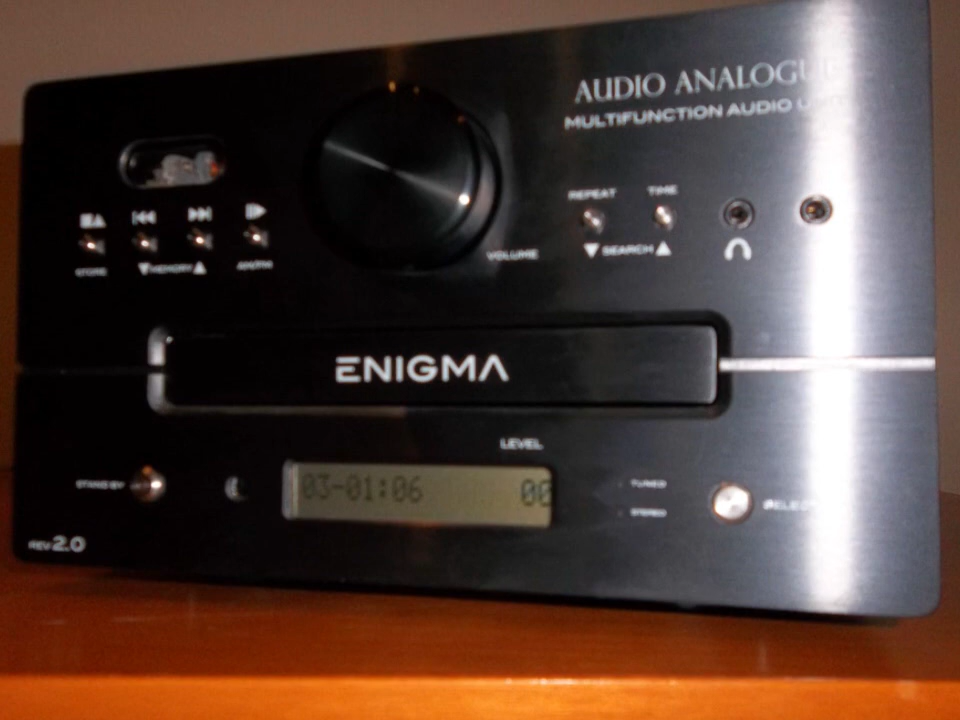 AUDIO ANALOGUE
MULTIFUNCTION AUDIO
REPEAT TIME
VOLUME ▼ SEARCH ▲
STORE ▼ MEMORY ▲
ENIGMA
LEVEL
STAND BY 03-01:06 00 TUNED
STEREO
SELECT
REV 2.0